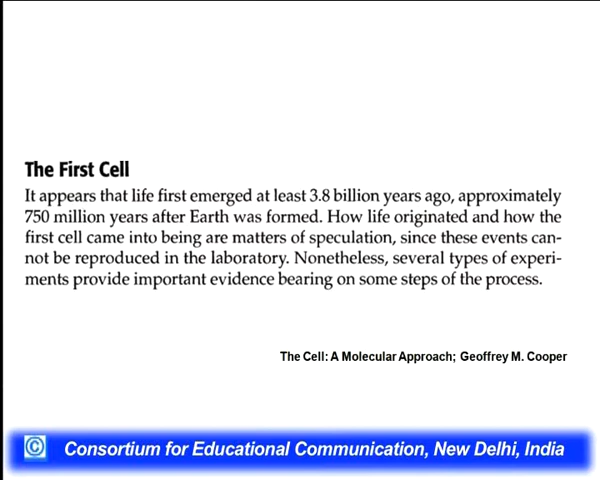 The First Cell
It appears that life first emerged at least 3.8 billion years ago, approximately
750 million years after Earth was formed. How life originated and how the
first cell came into being are matters of speculation, since these events can-
not be reproduced in the laboratory. Nonetheless, several types of experi-
ments provide important evidence bearing on some steps of the process.
The Cell: A Molecular Approach; Geoffrey M. Cooper
© Consortium for Educational Communication, New Delhi, India